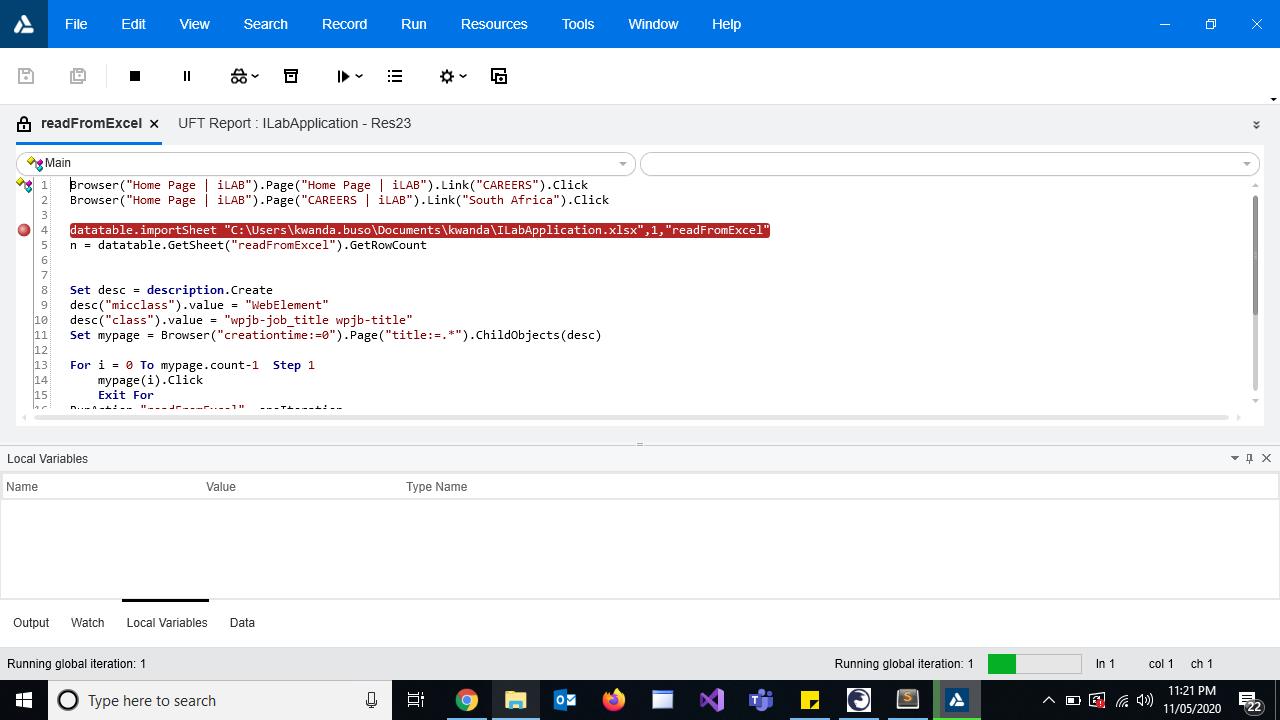 File Edit View Search Record Run Resources Tools Window Help
readFromExcel UFT Report : ILabApplication - Res23
Main
1 Browser("Home Page | iLAB").Page("Home Page | iLAB").Link("CAREERS").Click
2 Browser("Home Page | iLAB").Page("CAREERS | iLAB").Link("South Africa").Click
3
4 datatable.importSheet "C:\Users\kwanda.buso\Documents\kwanda\ILabApplication.xlsx",1,"readFromExcel"
5 n = datatable.GetSheet("readFromExcel").GetRowCount
6
7
8 Set desc = description.Create
9 desc("micclass").value = "WebElement"
10 desc("class").value = "wpjb-job_title wpjb-title"
11 Set mypage = Browser("creationtime:=0").Page("title:=.*").ChildObjects(desc)
12
13 For i = 0 To mypage.count-1  Step 1
14     mypage(i).Click
15     Exit For
16 RunAction "readFromExcel", oneIteration
Local Variables
Name Value Type Name
Output Watch Local Variables Data
Running global iteration: 1 Running global iteration: 1 ln 1 col 1 ch 1
Type here to search
11:21 PM
11/05/2020
22